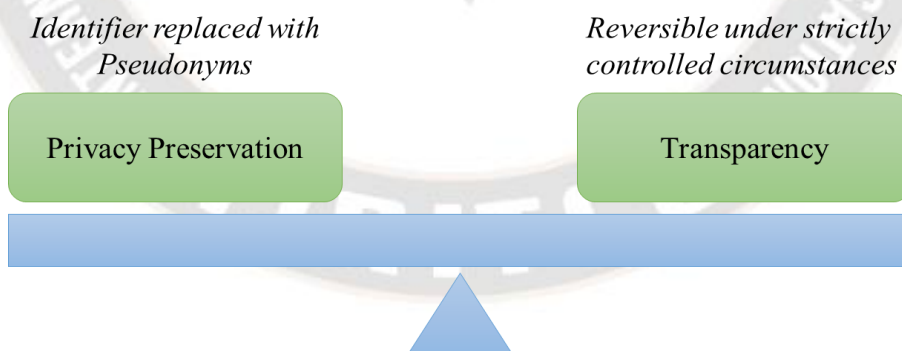 Identifier replaced with
Pseudonyms
Reversible under strictly
controlled circumstances
Privacy Preservation
Transparency